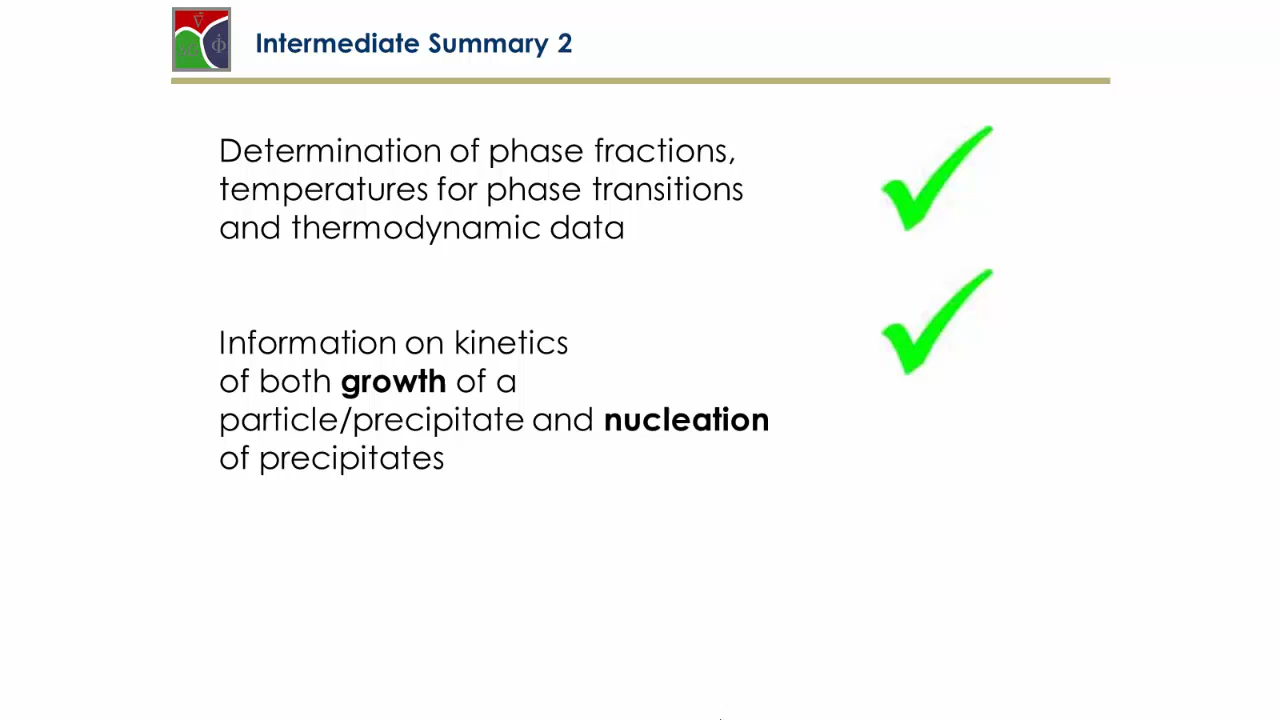 Intermediate Summary 2
Determination of phase fractions,
temperatures for phase transitions
and thermodynamic data
Information on kinetics
of both growth of a
particle/precipitate and nucleation
of precipitates